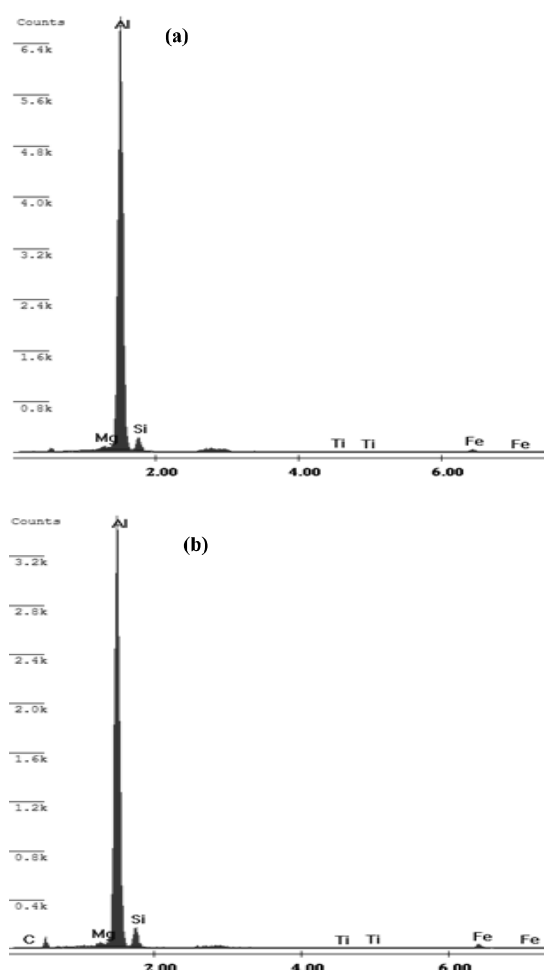 Counts
(a)
Al
6.4k
5.6k
4.8k
4.0k
3.2k
2.4k
1.6k
0.8k
Mg Si Ti Ti Fe Fe
2.00 4.00 6.00
Counts
(b)
Al
3.2k
2.8k
2.4k
2.0k
1.6k
1.2k
0.8k
0.4k
C Mg Si Ti Ti Fe Fe
2.00 4.00 6.00